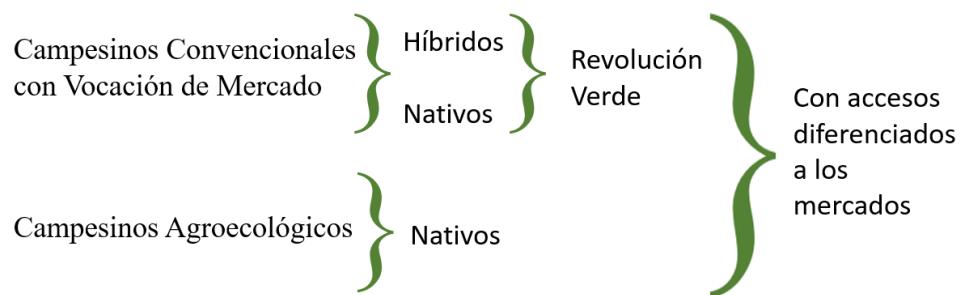 Campesinos Convencionales
con Vocación de Mercado
Híbridos
Nativos
Revolución
Verde
Con accesos
diferenciados
a los
mercados
Campesinos Agroecológicos
Nativos